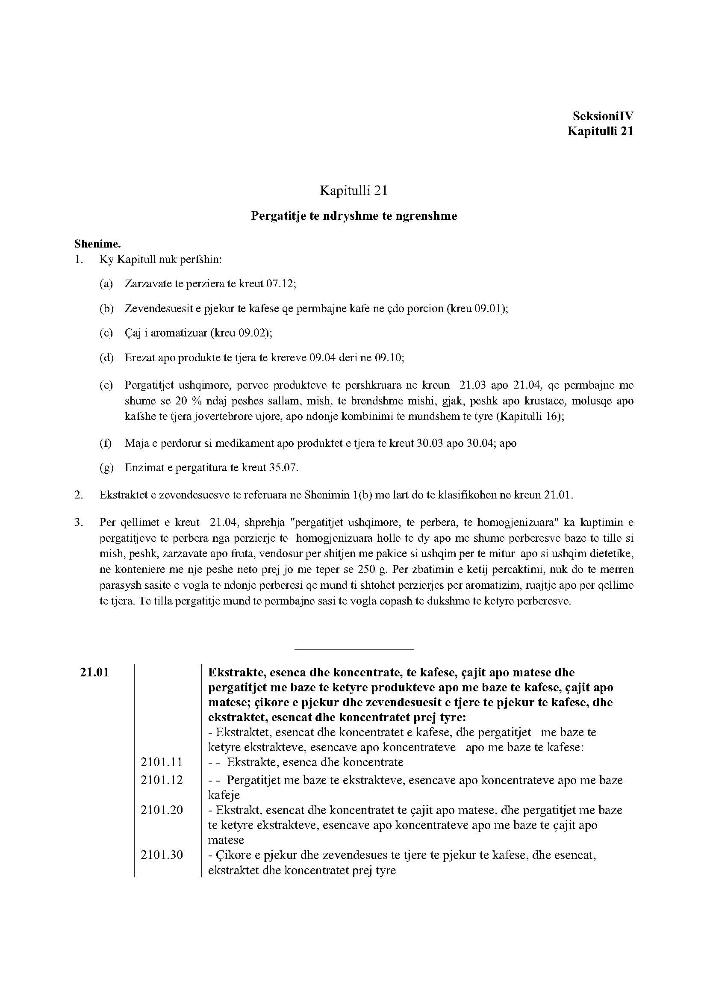 SeksioniIV
Kapitulli 21
Kapitulli 21
Pergatitje te ndryshme te ngrenshme
Shenime.
1. Ky Kapitull nuk perfshin:
(a) Zarzavate te perziera te kreut 07.12;
(b) Zevendesuesit e pjekur te kafese qe permbajne kafe ne çdo porcion (kreu 09.01);
(c) Çaj i aromatizuar (kreu 09.02);
(d) Erezat apo produkte te tjera te krereve 09.04 deri ne 09.10;
(e) Pergatitjet ushqimore, pervec produkteve te pershkruara ne kreun 21.03 apo 21.04, qe permbajne me
shume se 20 % ndaj peshes sallam, mish, te brendshme mishi, gjak, peshk apo krustace, molusqe apo
kafshe te tjera jovertebrore ujore, apo ndonje kombinimi te mundshem te tyre (Kapitulli 16);
(f) Maja e perdorur si medikament apo produktet e tjera te kreut 30.03 apo 30.04; apo
(g) Enzimat e pergatitura te kreut 35.07.
2. Ekstraktet e zevendesuesve te referuara ne Shenimin 1(b) me lart do te klasifikohen ne kreun 21.01.
3. Per qellimet e kreut 21.04, shprehja "pergatitjet ushqimore, te perbera, te homogjenizuara" ka kuptimin e
pergatitjeve te perbera nga perzierje te homogjenizuara holle te dy apo me shume perberesve baze te tille si
mish, peshk, zarzavate apo fruta, vendosur per shitjen me pakice si ushqim per te mitur apo si ushqim dietetike,
ne konteniere me nje peshe neto prej jo me teper se 250 g. Per zbatimin e ketij percaktimi, nuk do te merren
parasysh sasite e vogla te ndonje perberesi qe mund ti shtohet perzierjes per aromatizim, ruajtje apo per qellime
te tjera. Te tilla pergatitje mund te permbajne sasi te vogla copash te dukshme te ketyre perberesve.
21.01 Ekstrakte, esenca dhe koncentrate, te kafese, çajit apo matese dhe
pergatitjet me baze te ketyre produkteve apo me baze te kafese, çajit apo
matese; çikore e pjekur dhe zevendesuesit e tjere te pjekur te kafese, dhe
ekstraktet, esencat dhe koncentratet prej tyre:
- Ekstraktet, esencat dhe koncentratet e kafese, dhe pergatitjet me baze te
ketyre ekstrakteve, esencave apo koncentrateve apo me baze te kafese:
2101.11 - - Ekstrakte, esenca dhe koncentrate
2101.12 - - Pergatitjet me baze te ekstrakteve, esencave apo koncentrateve apo me baze
kafeje
2101.20 - Ekstrakt, esencat dhe koncentratet te çajit apo matese, dhe pergatitjet me baze
te ketyre ekstrakteve, esencave apo koncentrateve apo me baze te çajit apo
matese
2101.30 - Çikore e pjekur dhe zevendesues te tjere te pjekur te kafese, dhe esencat,
ekstraktet dhe koncentratet prej tyre